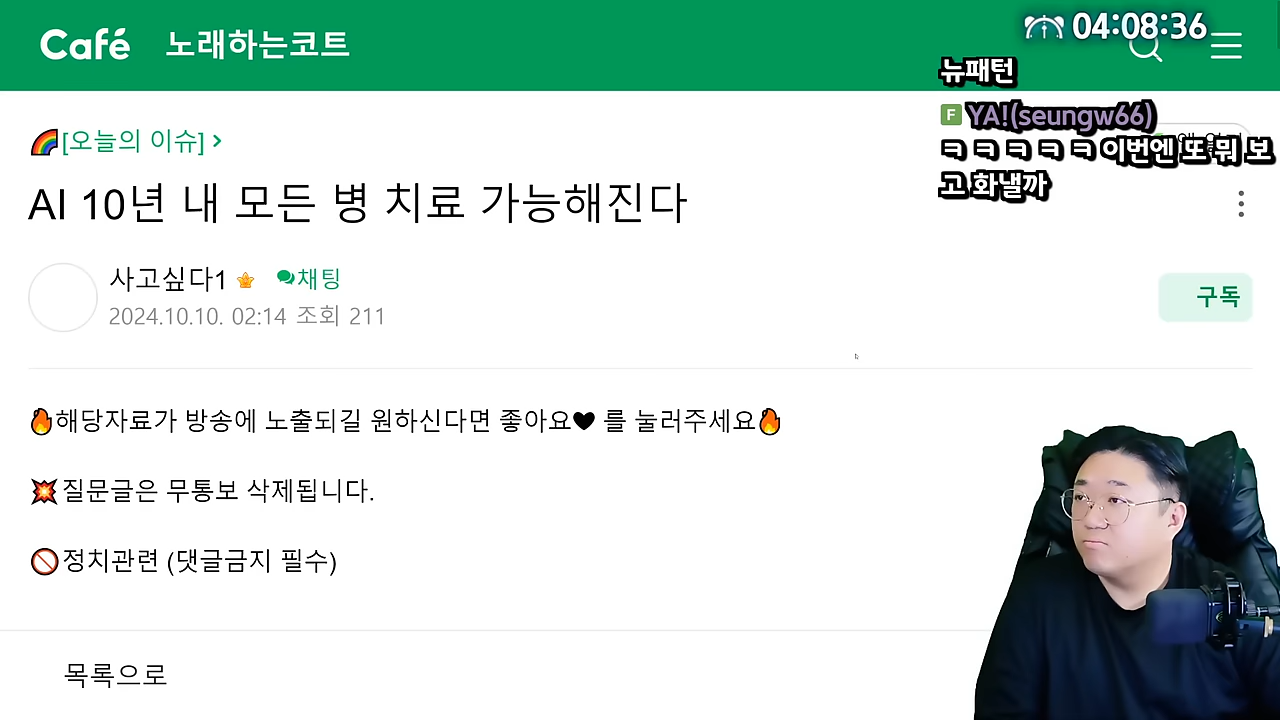 Café 노래하는코트
04:08:36
뉴패턴
F YA!(seungw66)
ㅋ ㅋ ㅋ ㅋ ㅋ 이번엔 또 뭐 보
고 화낼까
[오늘의 이슈] >
AI 10년 내 모든 병 치료 가능해진다
사고싶다1 채팅
2024.10.10. 02:14 조회 211
구독
해당자료가 방송에 노출되길 원하신다면 좋아요🖤 를 눌러주세요
질문글은 무통보 삭제됩니다.
정치관련 (댓글금지 필수)
목록으로